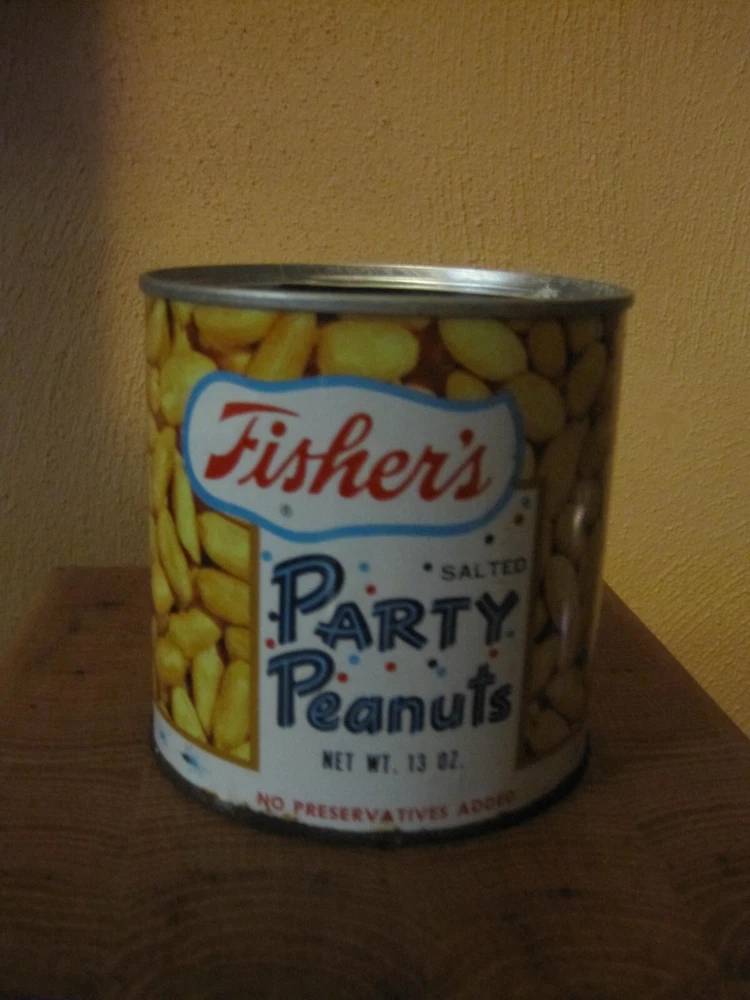 Fisher's
®
SALTED
PARTY
Peanuts
NET WT. 13 OZ.
NO PRESERVATIVES ADDED